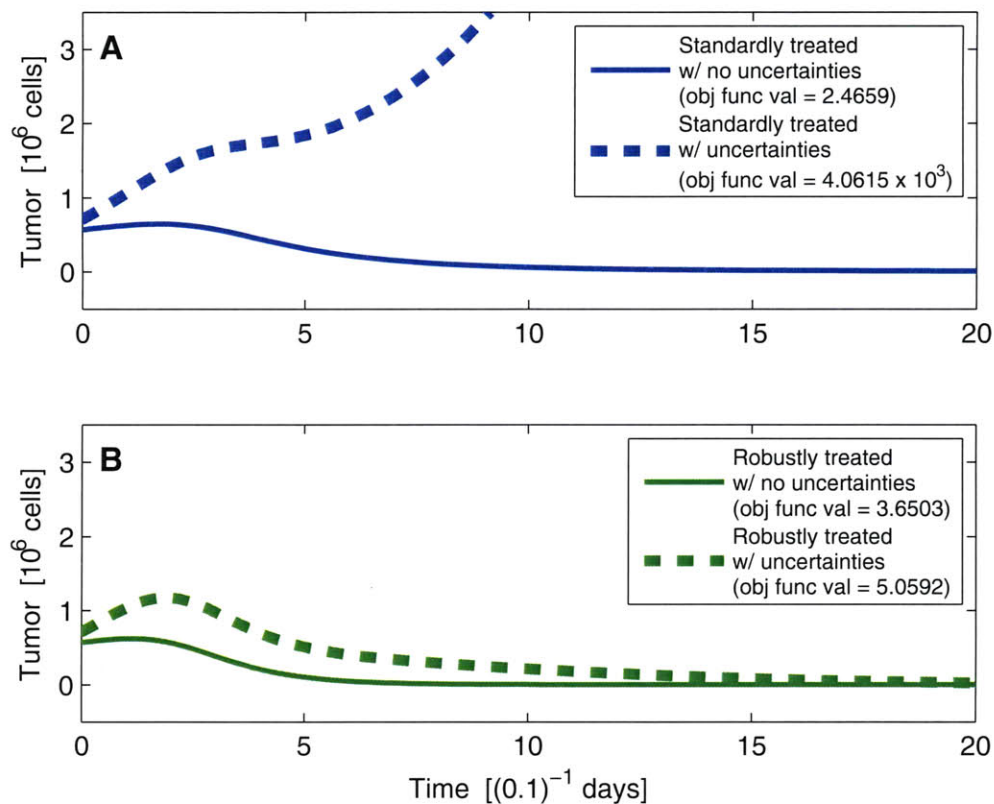 A
3
2
1
0
Tumor [10⁶ cells]
Standardly treated
w/ no uncertainties
(obj func val = 2.4659)
Standardly treated
w/ uncertainties
(obj func val = 4.0615 x 10³)
0 5 10 15 20
B
3
2
1
0
Tumor [10⁶ cells]
Robustly treated
w/ no uncertainties
(obj func val = 3.6503)
Robustly treated
w/ uncertainties
(obj func val = 5.0592)
0 5 10 15 20
Time [(0.1)⁻¹ days]